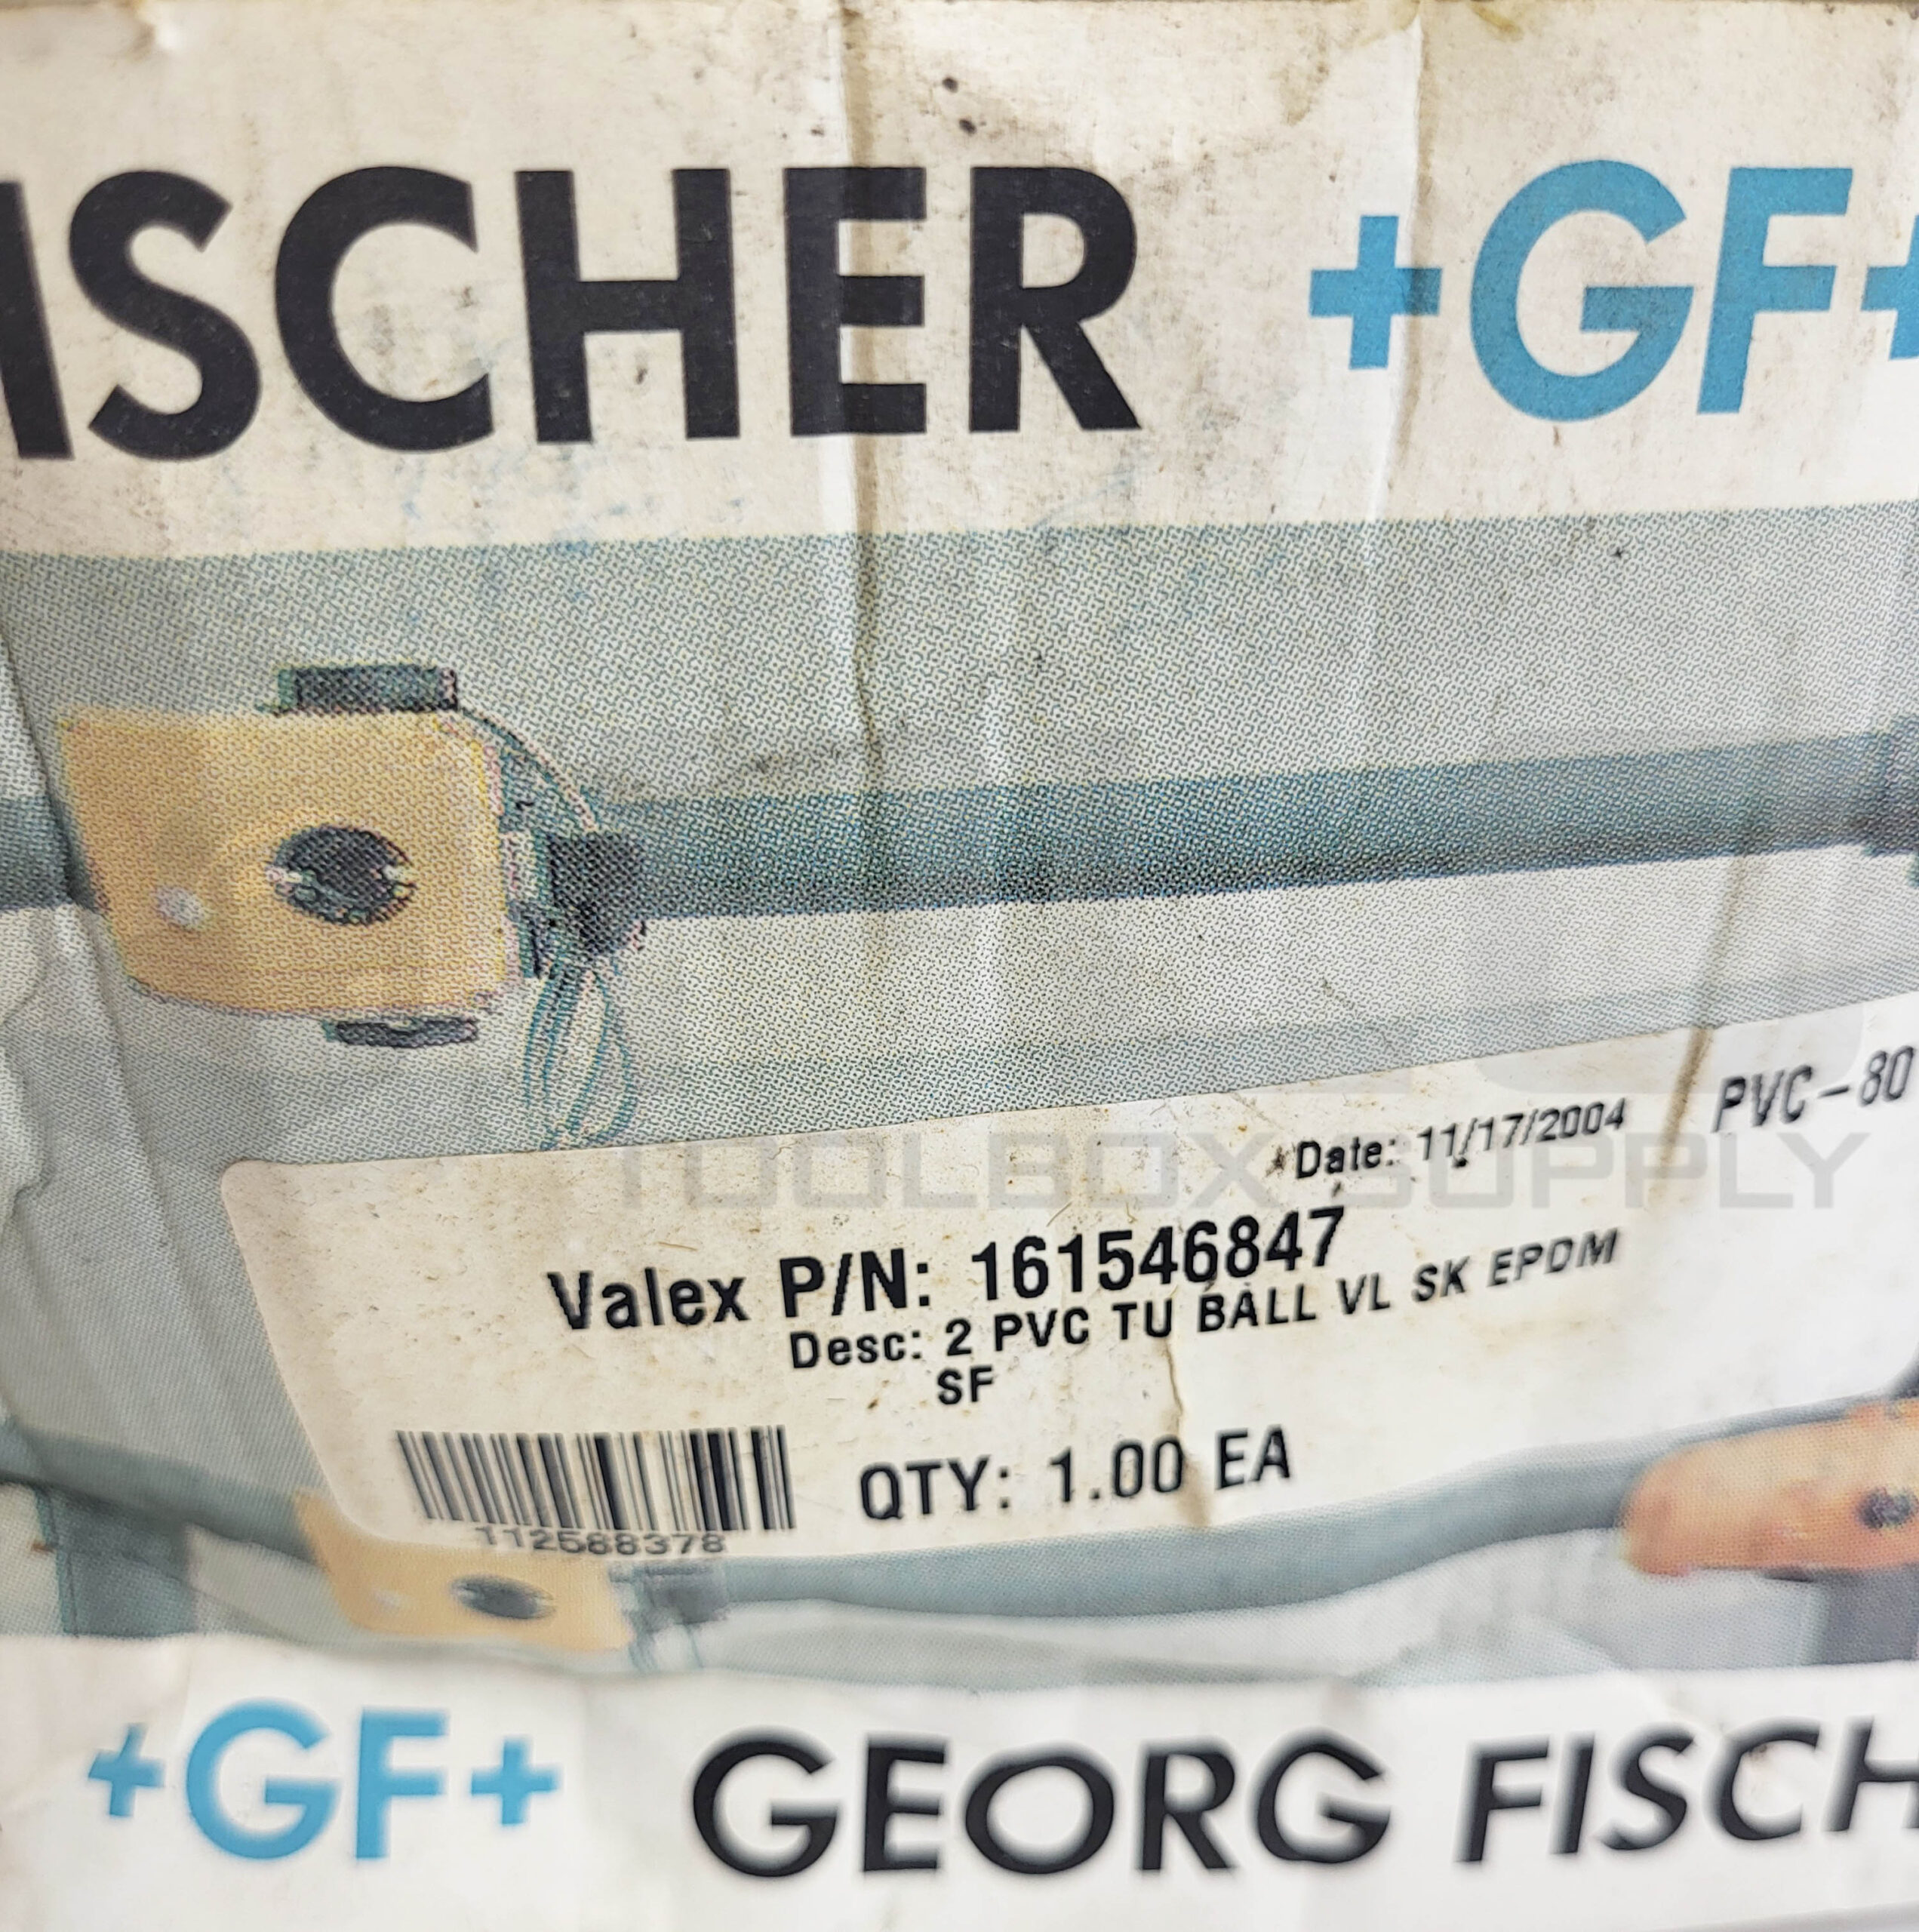 ISCHER +GF+
PVC-80
Date: 11/17/2004
Valex P/N: 161546847
Desc: 2 PVC TU BALL VL SK EPDM
SF
QTY: 1.00 EA
112588378
TOOLBOX SUPPLY
+GF+ GEORG FISCH